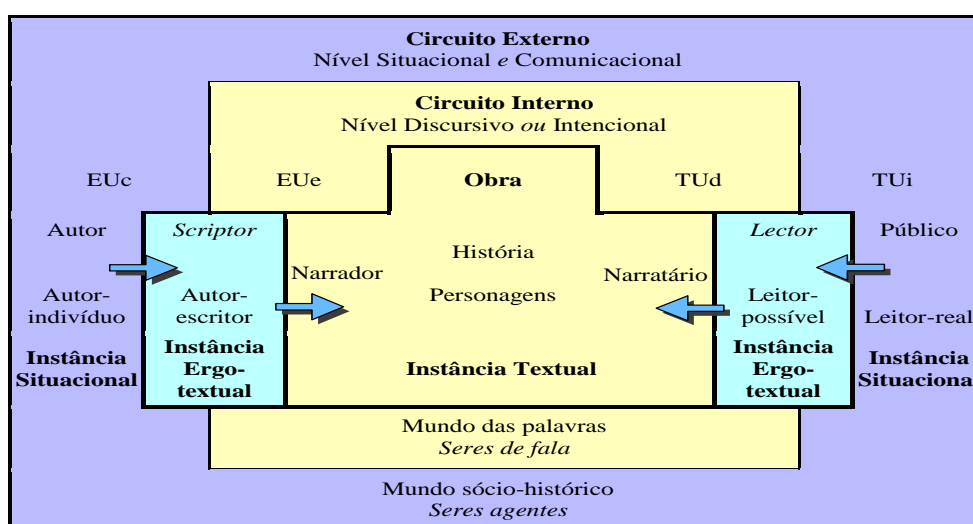 Circuito Externo
Nível Situacional e Comunicacional
Circuito Interno
Nível Discursivo ou Intencional
EUc
EUe
Obra
TUd
TUi
Autor
Scriptor
Lector
Público
História
Narrador
Narratário
Autor-
indivíduo
Autor-
escritor
Personagens
Leitor-
possível
Leitor-real
Instância
Situacional
Instância
Ergo-
textual
Instância Textual
Instância
Ergo-
textual
Instância
Situaciona
Mundo das palavras
Seres de fala
Mundo sócio-histórico
Seres agentes